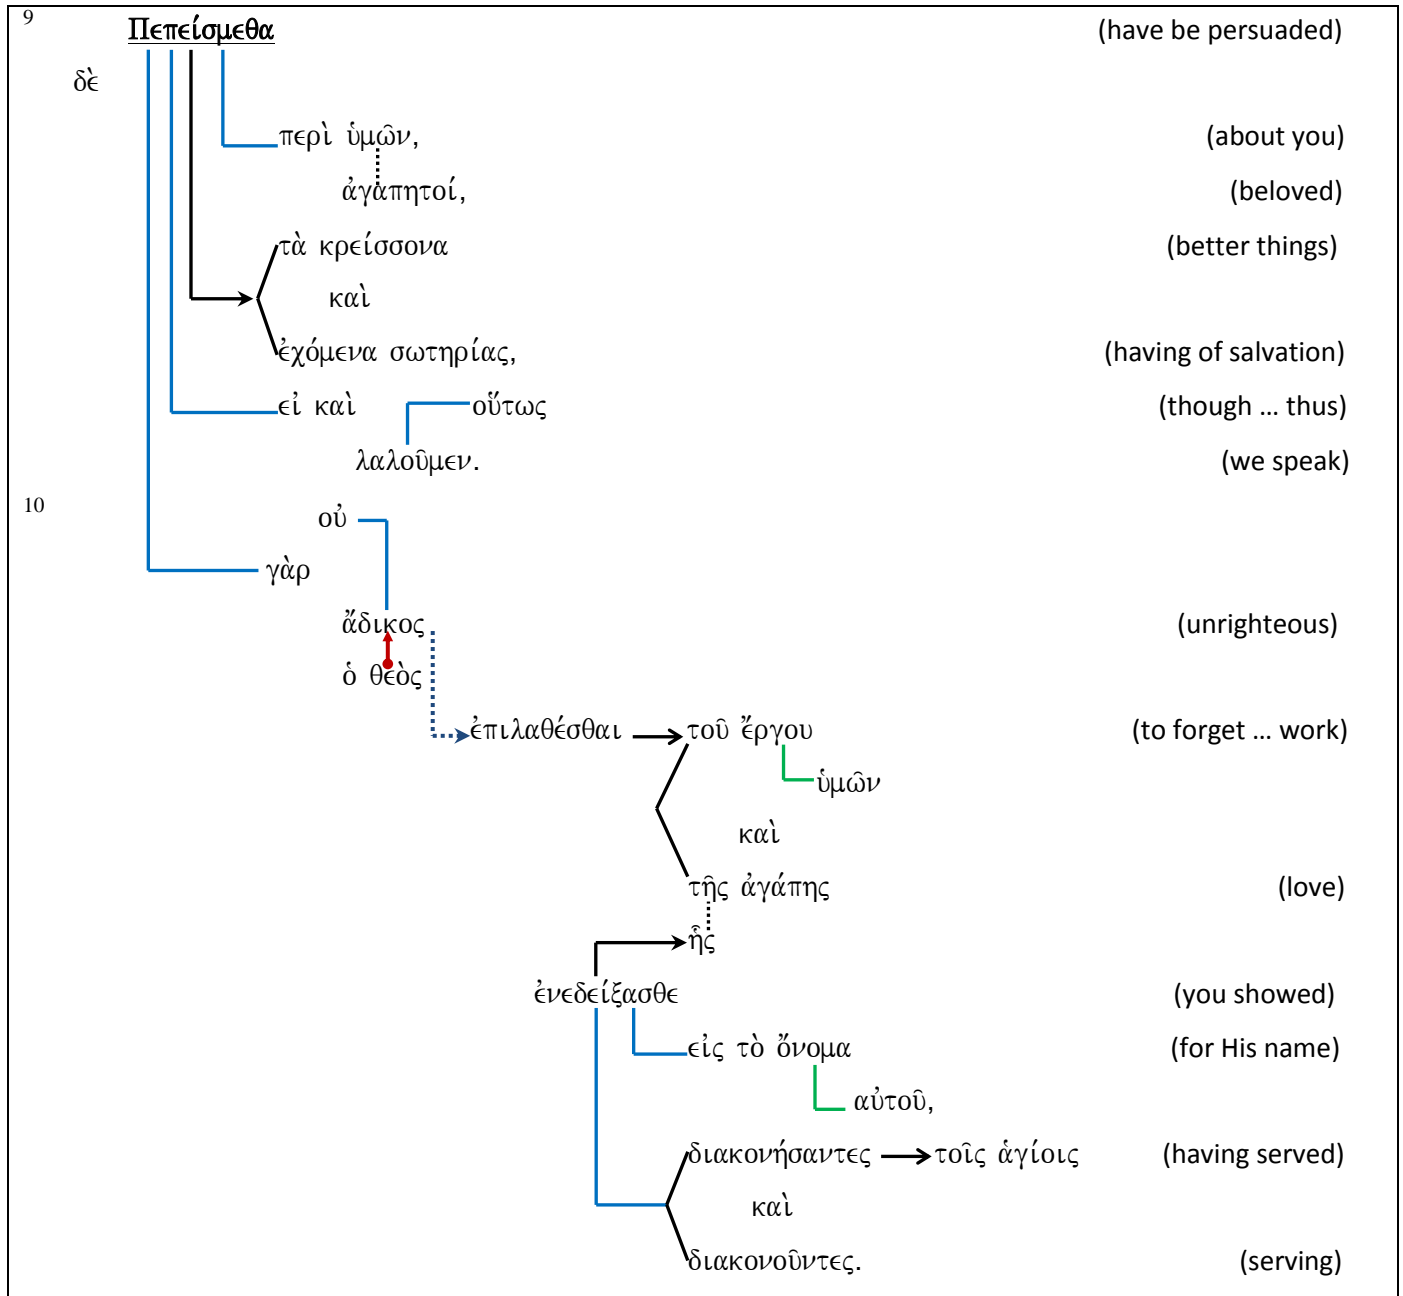 9 Πεπείσμεθα (have be persuaded)
δὲ
περὶ ὑμῶν, (about you)
ἀγαπητοί, (beloved)
τὰ κρείσσονα (better things)
καὶ
ἐχόμενα σωτηρίας, (having of salvation)
εἰ καὶ οὕτως (though … thus)
λαλοῦμεν. (we speak)
10
οὐ
γὰρ
ἄδικος (unrighteous)
ὁ θεὸς
ἐπιλαθέσθαι τοῦ ἔργου (to forget … work)
ὑμῶν
καὶ
τῆς ἀγάπης (love)
ἧς
ἐνεδείξασθε (you showed)
εἰς τὸ ὄνομα (for His name)
αὐτοῦ,
διακονήσαντες τοῖς ἁγίοις (having served)
καὶ
διακονοῦντες. (serving)